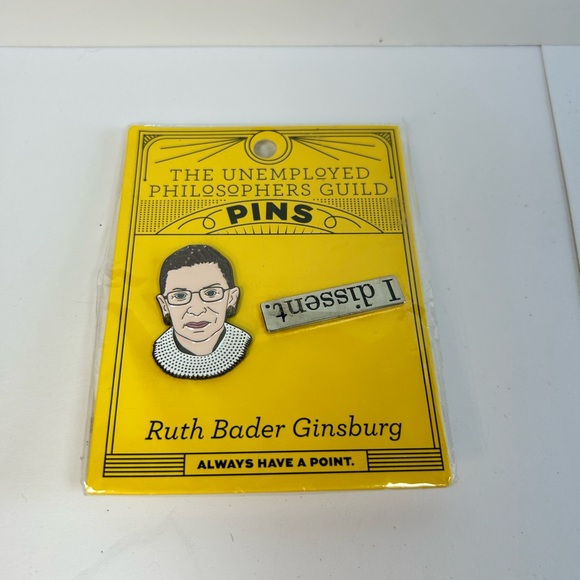 THE UNEMPLOYED
PHILOSOPHERS GUILD
PINS
I dissent.
Ruth Bader Ginsburg
ALWAYS HAVE A POINT.